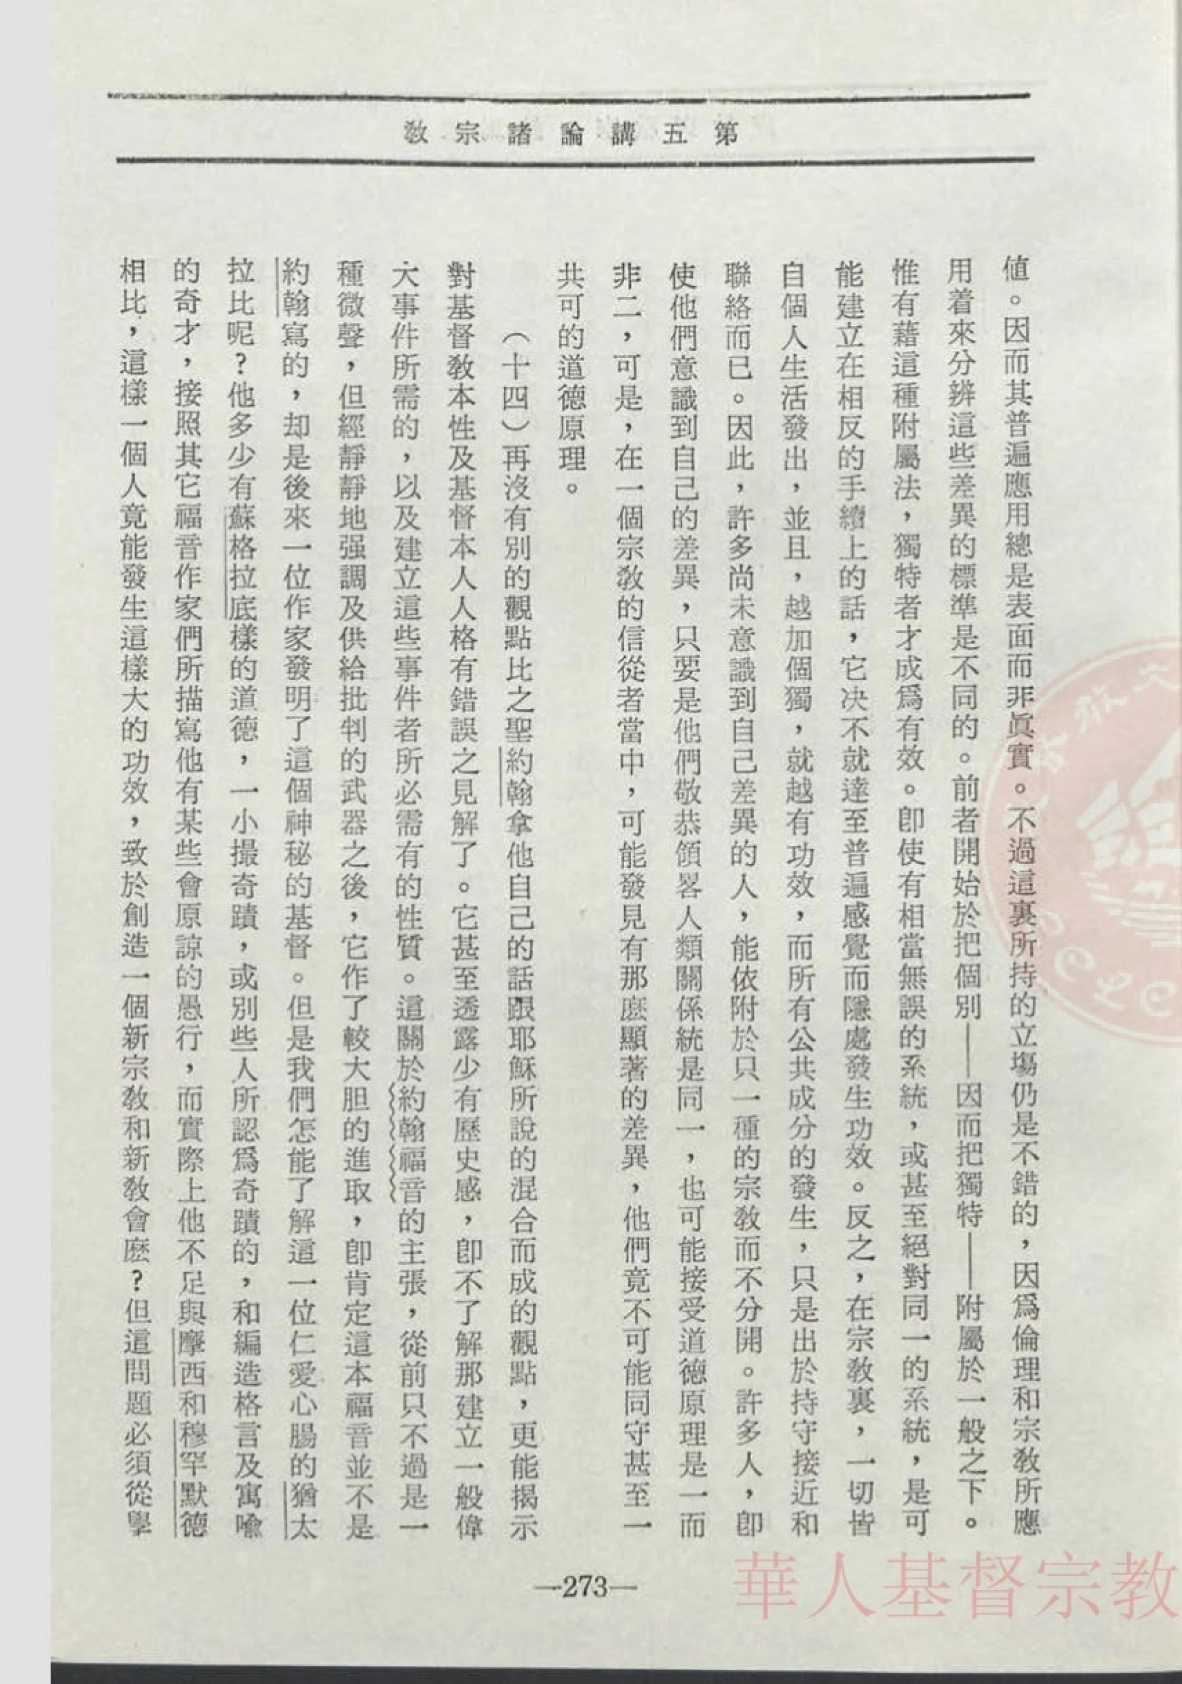 第五講論諸宗教
值。因而其普遍應用總是表面而非眞實。不過這裏所持的立塲仍是不錯的，因爲倫理和宗教所應
用着來分辨這些差異的標準是不同的。前者開始於把個別——因而把獨特——附屬於一般之下。
惟有藉這種附屬法，獨特者才成爲有效。卽使有相當無誤的系統，或甚至絕對同一的系統，是可
能建立在相反的手續上的話，它决不就達至普遍感覺而隱處發生功效。反之，在宗教裏，一切皆
自個人生活發出，並且，越加個獨，就越有功效，而所有公共成分的發生，只是出於持守接近和
聯絡而已。因此，許多尚未意識到自己差異的人，能依附於只一種的宗教而不分開。許多人，卽
使他們意識到自己的差異，只要是他們敬恭領畧人類關係統是同一，也可能接受道德原理是一而
非二，可是，在一個宗教的信從者當中，可能發見有那麽顯著的差異，他們竟不可能同守甚至一
共可的道德原理。
（十四）再沒有別的觀點比之聖約翰拿他自己的話跟耶穌所說的混合而成的觀點，更能揭示
對基督教本性及基督本人人格有錯誤之見解了。它甚至透露少有歷史感，卽不了解那建立一般偉
大事件所需的，以及建立這些事件者所必需有的性質。這關於約翰福音的主張，從前只不過是一
種微聲，但經靜靜地强調及供給批判的武器之後，它作了較大胆的進取，卽肯定這本福音並不是
約翰寫的，却是後來一位作家發明了這個神秘的基督。但是我們怎能了解這一位仁愛心腸的猶太
拉比呢？他多少有蘇格拉底樣的道德，一小撮奇蹟，或別些人所認爲奇蹟的，和編造格言及寓喩
的奇才，接照其它福音作家們所描寫他有某些會原諒的愚行，而實際上他不足與摩西和穆罕默德
相比，這樣一個人竟能發生這樣大的功效，致於創造一個新宗教和新教會麽？但這問題必須從學
—273—
華人基督宗教